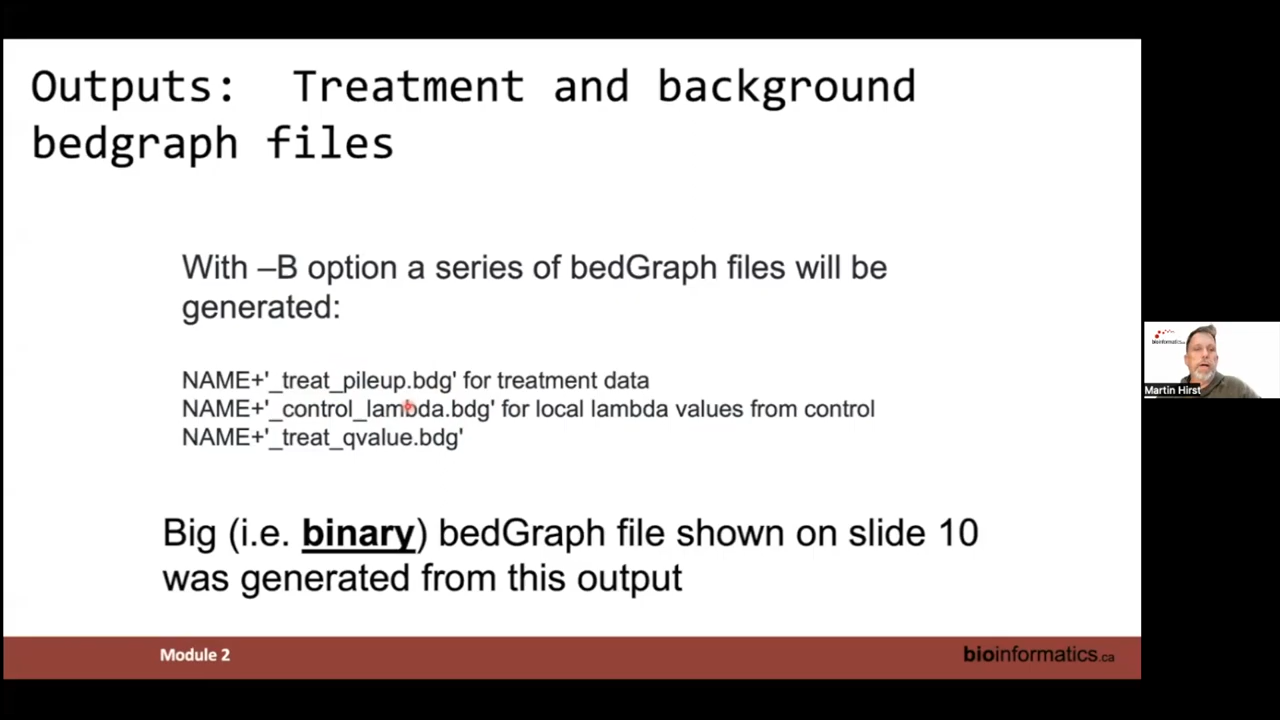 Outputs: Treatment and background
bedgraph files
With –B option a series of bedGraph files will be
generated:
NAME+'_treat_pileup.bdg' for treatment data
NAME+'_control_lambda.bdg' for local lambda values from control
NAME+'_treat_qvalue.bdg'
Big (i.e. binary) bedGraph file shown on slide 10
was generated from this output
Module 2
bioinformatics.ca
bioinformatics.ca
Martin Hirst